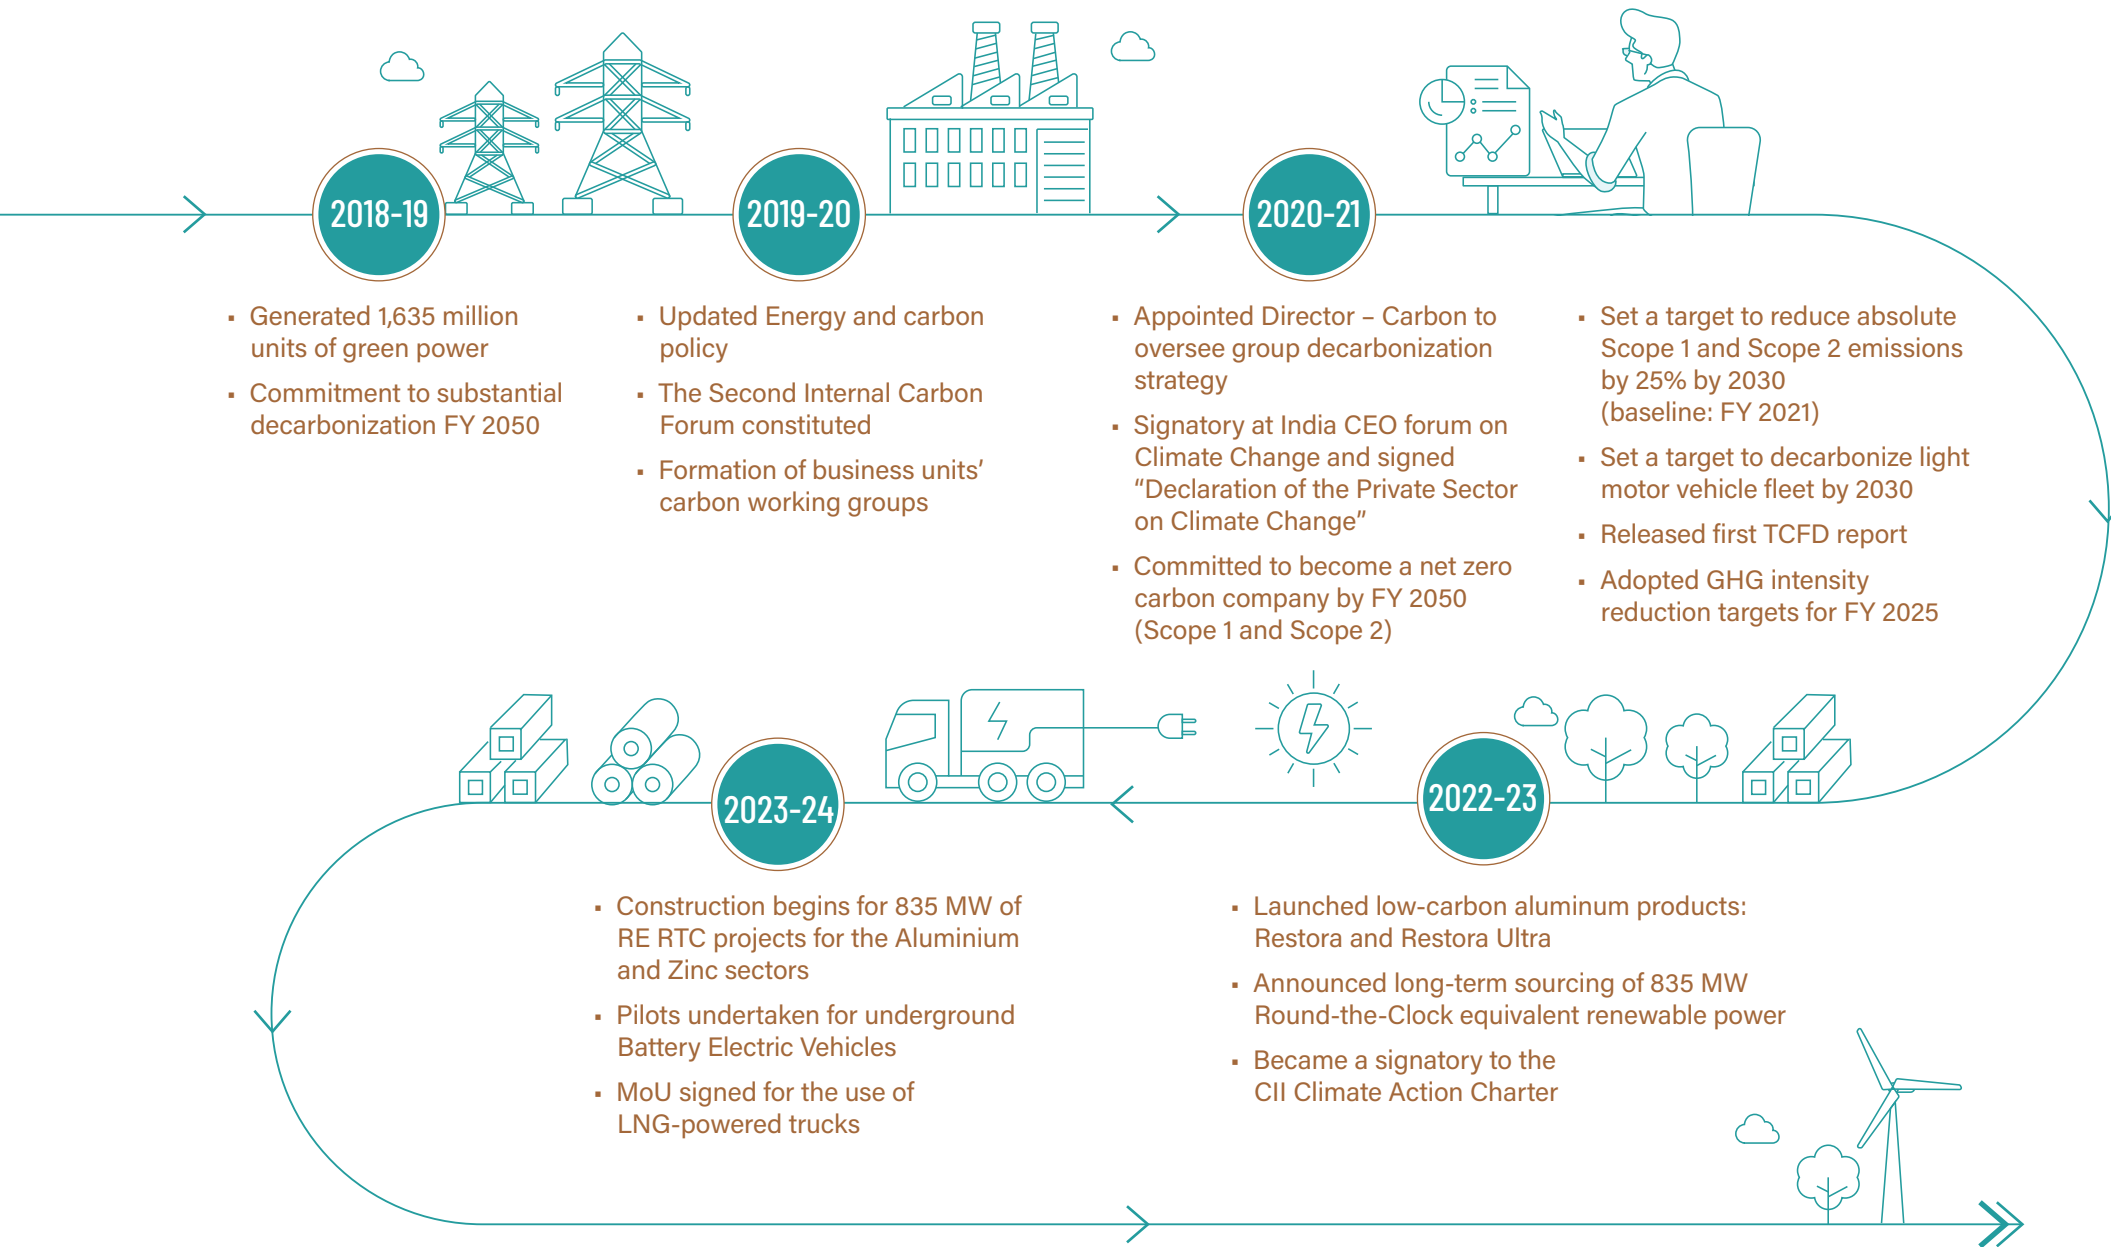 2018-19
▪ Generated 1,635 million
units of green power
▪ Commitment to substantial
decarbonization FY 2050
2019-20
▪ Updated Energy and carbon
policy
▪ The Second Internal Carbon
Forum constituted
▪ Formation of business units’
carbon working groups
2020-21
▪ Appointed Director – Carbon to
oversee group decarbonization
strategy
▪ Signatory at India CEO forum on
Climate Change and signed
“Declaration of the Private Sector
on Climate Change”
▪ Committed to become a net zero
carbon company by FY 2050
(Scope 1 and Scope 2)
▪ Set a target to reduce absolute
Scope 1 and Scope 2 emissions
by 25% by 2030
(baseline: FY 2021)
▪ Set a target to decarbonize light
motor vehicle fleet by 2030
▪ Released first TCFD report
▪ Adopted GHG intensity
reduction targets for FY 2025
2022-23
▪ Launched low-carbon aluminum products:
Restora and Restora Ultra
▪ Announced long-term sourcing of 835 MW
Round-the-Clock equivalent renewable power
▪ Became a signatory to the
CII Climate Action Charter
2023-24
▪ Construction begins for 835 MW of
RE RTC projects for the Aluminium
and Zinc sectors
▪ Pilots undertaken for underground
Battery Electric Vehicles
▪ MoU signed for the use of
LNG-powered trucks